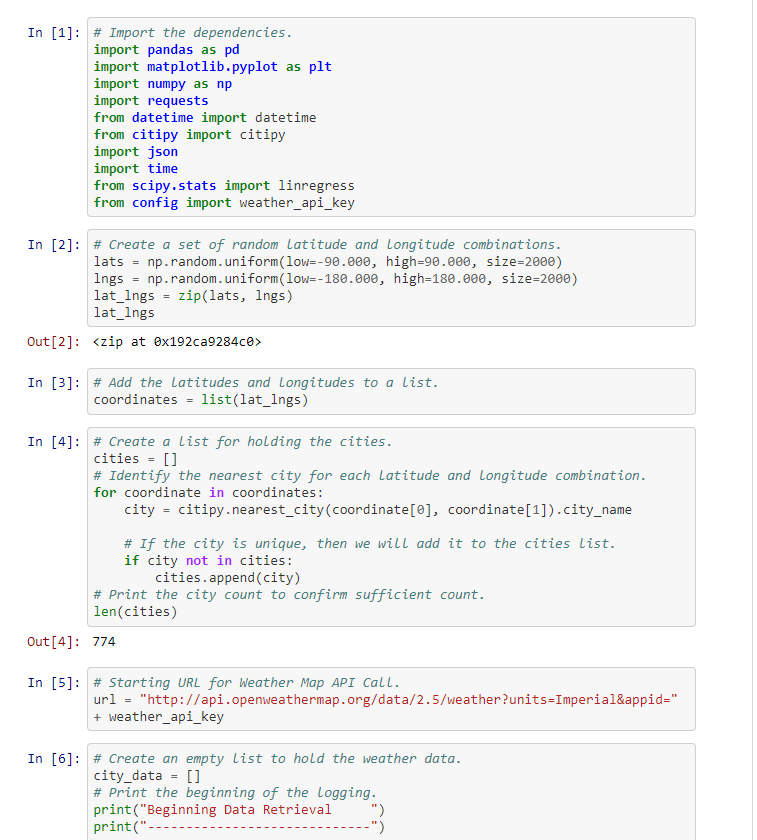 In [1]: # Import the dependencies.
import pandas as pd
import matplotlib.pyplot as plt
import numpy as np
import requests
from datetime import datetime
from citipy import citipy
import json
import time
from scipy.stats import linregress
from config import weather_api_key
In [2]: # Create a set of random latitude and longitude combinations.
lats = np.random.uniform(low=-90.000, high=90.000, size=2000)
lngs = np.random.uniform(low=-180.000, high=180.000, size=2000)
lat_lngs = zip(lats, lngs)
lat_lngs
Out[2]: <zip at 0x192ca9284c0>
In [3]: # Add the latitudes and longitudes to a list.
coordinates = list(lat_lngs)
In [4]: # Create a list for holding the cities.
cities = []
# Identify the nearest city for each latitude and longitude combination.
for coordinate in coordinates:
    city = citipy.nearest_city(coordinate[0], coordinate[1]).city_name
    # If the city is unique, then we will add it to the cities list.
    if city not in cities:
        cities.append(city)
# Print the city count to confirm sufficient count.
len(cities)
Out[4]: 774
In [5]: # Starting URL for Weather Map API Call.
url = "http://api.openweathermap.org/data/2.5/weather?units=Imperial&appid="
+ weather_api_key
In [6]: # Create an empty list to hold the weather data.
city_data = []
# Print the beginning of the logging.
print("Beginning Data Retrieval     ")
print("-----------------------------")